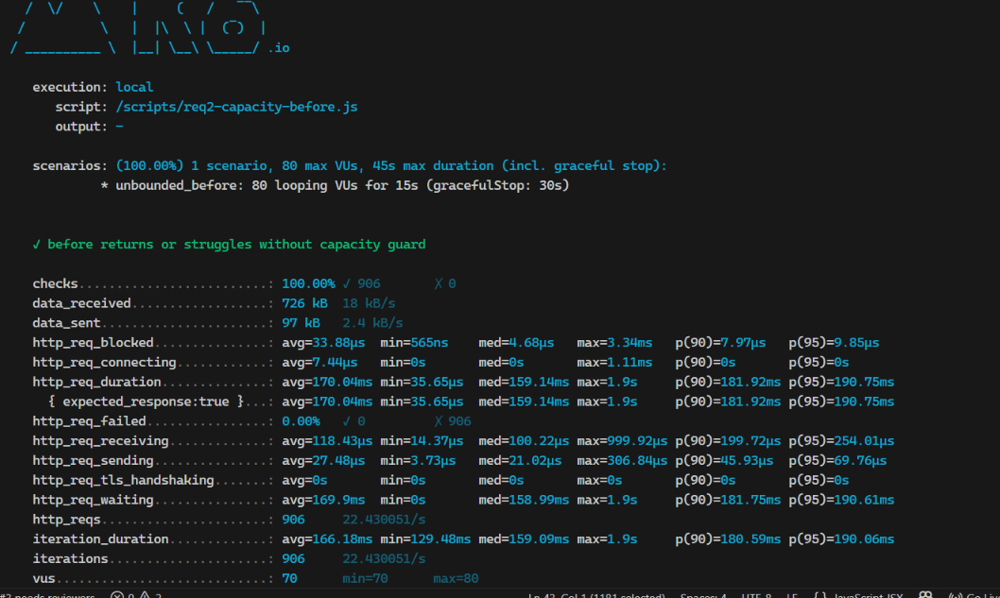 .io
execution: local
script: /scripts/req2-capacity-before.js
output: -
scenarios: (100.00%) 1 scenario, 80 max VUs, 45s max duration (incl. graceful stop):
* unbounded_before: 80 looping VUs for 15s (gracefulStop: 30s)
✓ before returns or struggles without capacity guard
checks.........................: 100.00% ✓ 906 ✗ 0
data_received..................: 726 kB 18 kB/s
data_sent......................: 97 kB 2.4 kB/s
http_req_blocked...............: avg=33.88µs min=565ns med=4.68µs max=3.34ms p(90)=7.97µs p(95)=9.85µs
http_req_connecting............: avg=7.44µs min=0s med=0s max=1.11ms p(90)=0s p(95)=0s
http_req_duration..............: avg=170.04ms min=35.65µs med=159.14ms max=1.9s p(90)=181.92ms p(95)=190.75ms
{ expected_response:true }...: avg=170.04ms min=35.65µs med=159.14ms max=1.9s p(90)=181.92ms p(95)=190.75ms
http_req_failed................: 0.00% ✓ 0 ✗ 906
http_req_receiving.............: avg=118.43µs min=14.37µs med=100.22µs max=999.92µs p(90)=199.72µs p(95)=254.01µs
http_req_sending...............: avg=27.48µs min=3.73µs med=21.02µs max=306.84µs p(90)=45.93µs p(95)=69.76µs
http_req_tls_handshaking.......: avg=0s min=0s med=0s max=0s p(90)=0s p(95)=0s
http_req_waiting...............: avg=169.9ms min=0s med=158.99ms max=1.9s p(90)=181.75ms p(95)=190.61ms
http_reqs......................: 906 22.430051/s
iteration_duration.............: avg=166.18ms min=129.48ms med=159.09ms max=1.9s p(90)=180.59ms p(95)=190.06ms
iterations.....................: 906 22.430051/s
vus............................: 70 min=70 max=80
needs reviewers 0 2 Ln 43, Col 1 (1181 selected) Spaces: 4 UTF-8 LF { } JavaScript JSX Go Live